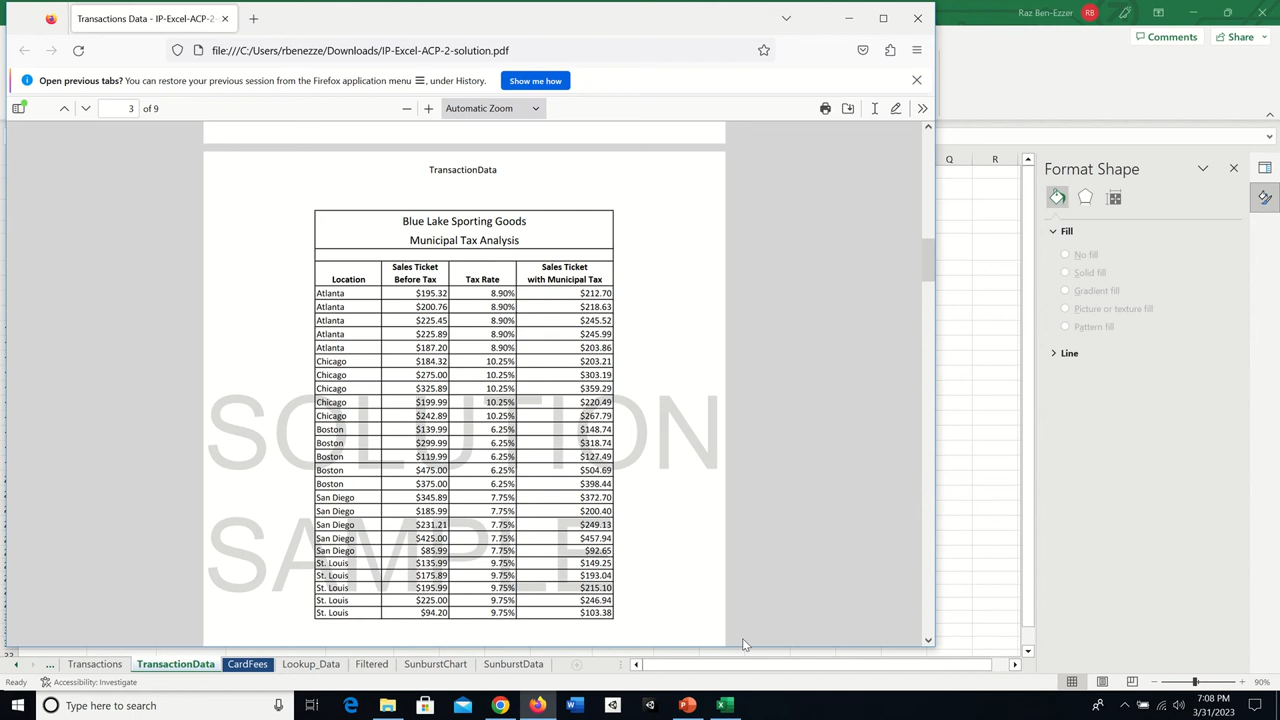 Transactions Data - IP-Excel-ACP-2-
Raz Ben-Ezzer
RB
file:///C:/Users/rbenezze/Downloads/IP-Excel-ACP-2-solution.pdf
Comments
Share
Open previous tabs? You can restore your previous session from the Firefox application menu ☰, under History.
Show me how
3 of 9
Automatic Zoom
Q R
Format Shape
Fill
No fill
Solid fill
Gradient fill
Picture or texture fill
Pattern fill
Line
TransactionData
Blue Lake Sporting Goods
Municipal Tax Analysis
Location Sales Ticket Before Tax Tax Rate Sales Ticket with Municipal Tax
Atlanta $195.32 8.90% $212.70
Atlanta $200.76 8.90% $218.63
Atlanta $225.45 8.90% $245.52
Atlanta $225.89 8.90% $245.99
Atlanta $187.20 8.90% $203.86
Chicago $184.32 10.25% $203.21
Chicago $275.00 10.25% $303.19
Chicago $325.89 10.25% $359.29
Chicago $199.99 10.25% $220.49
Chicago $242.89 10.25% $267.79
Boston $139.99 6.25% $148.74
Boston $299.99 6.25% $318.74
Boston $119.99 6.25% $127.49
Boston $475.00 6.25% $504.69
Boston $375.00 6.25% $398.44
San Diego $345.89 7.75% $372.70
San Diego $185.99 7.75% $200.40
San Diego $231.21 7.75% $249.13
San Diego $425.00 7.75% $457.94
San Diego $85.99 7.75% $92.65
St. Louis $135.99 9.75% $149.25
St. Louis $175.89 9.75% $193.04
St. Louis $195.99 9.75% $215.10
St. Louis $225.00 9.75% $246.94
St. Louis $94.20 9.75% $103.38
SOLUTION
SAMPLE
... Transactions TransactionData CardFees Lookup_Data Filtered SunburstChart SunburstData
Ready Accessibility: Investigate
90%
Type here to search
7:08 PM
3/31/2023